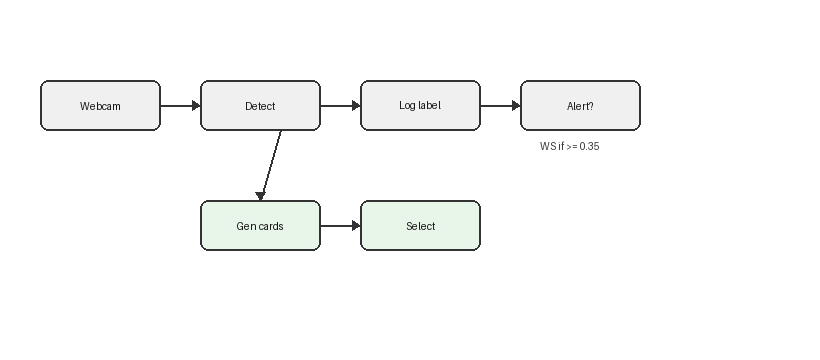 Webcam
Detect
Log label
Alert?
WS if >= 0.35
Gen cards
Select